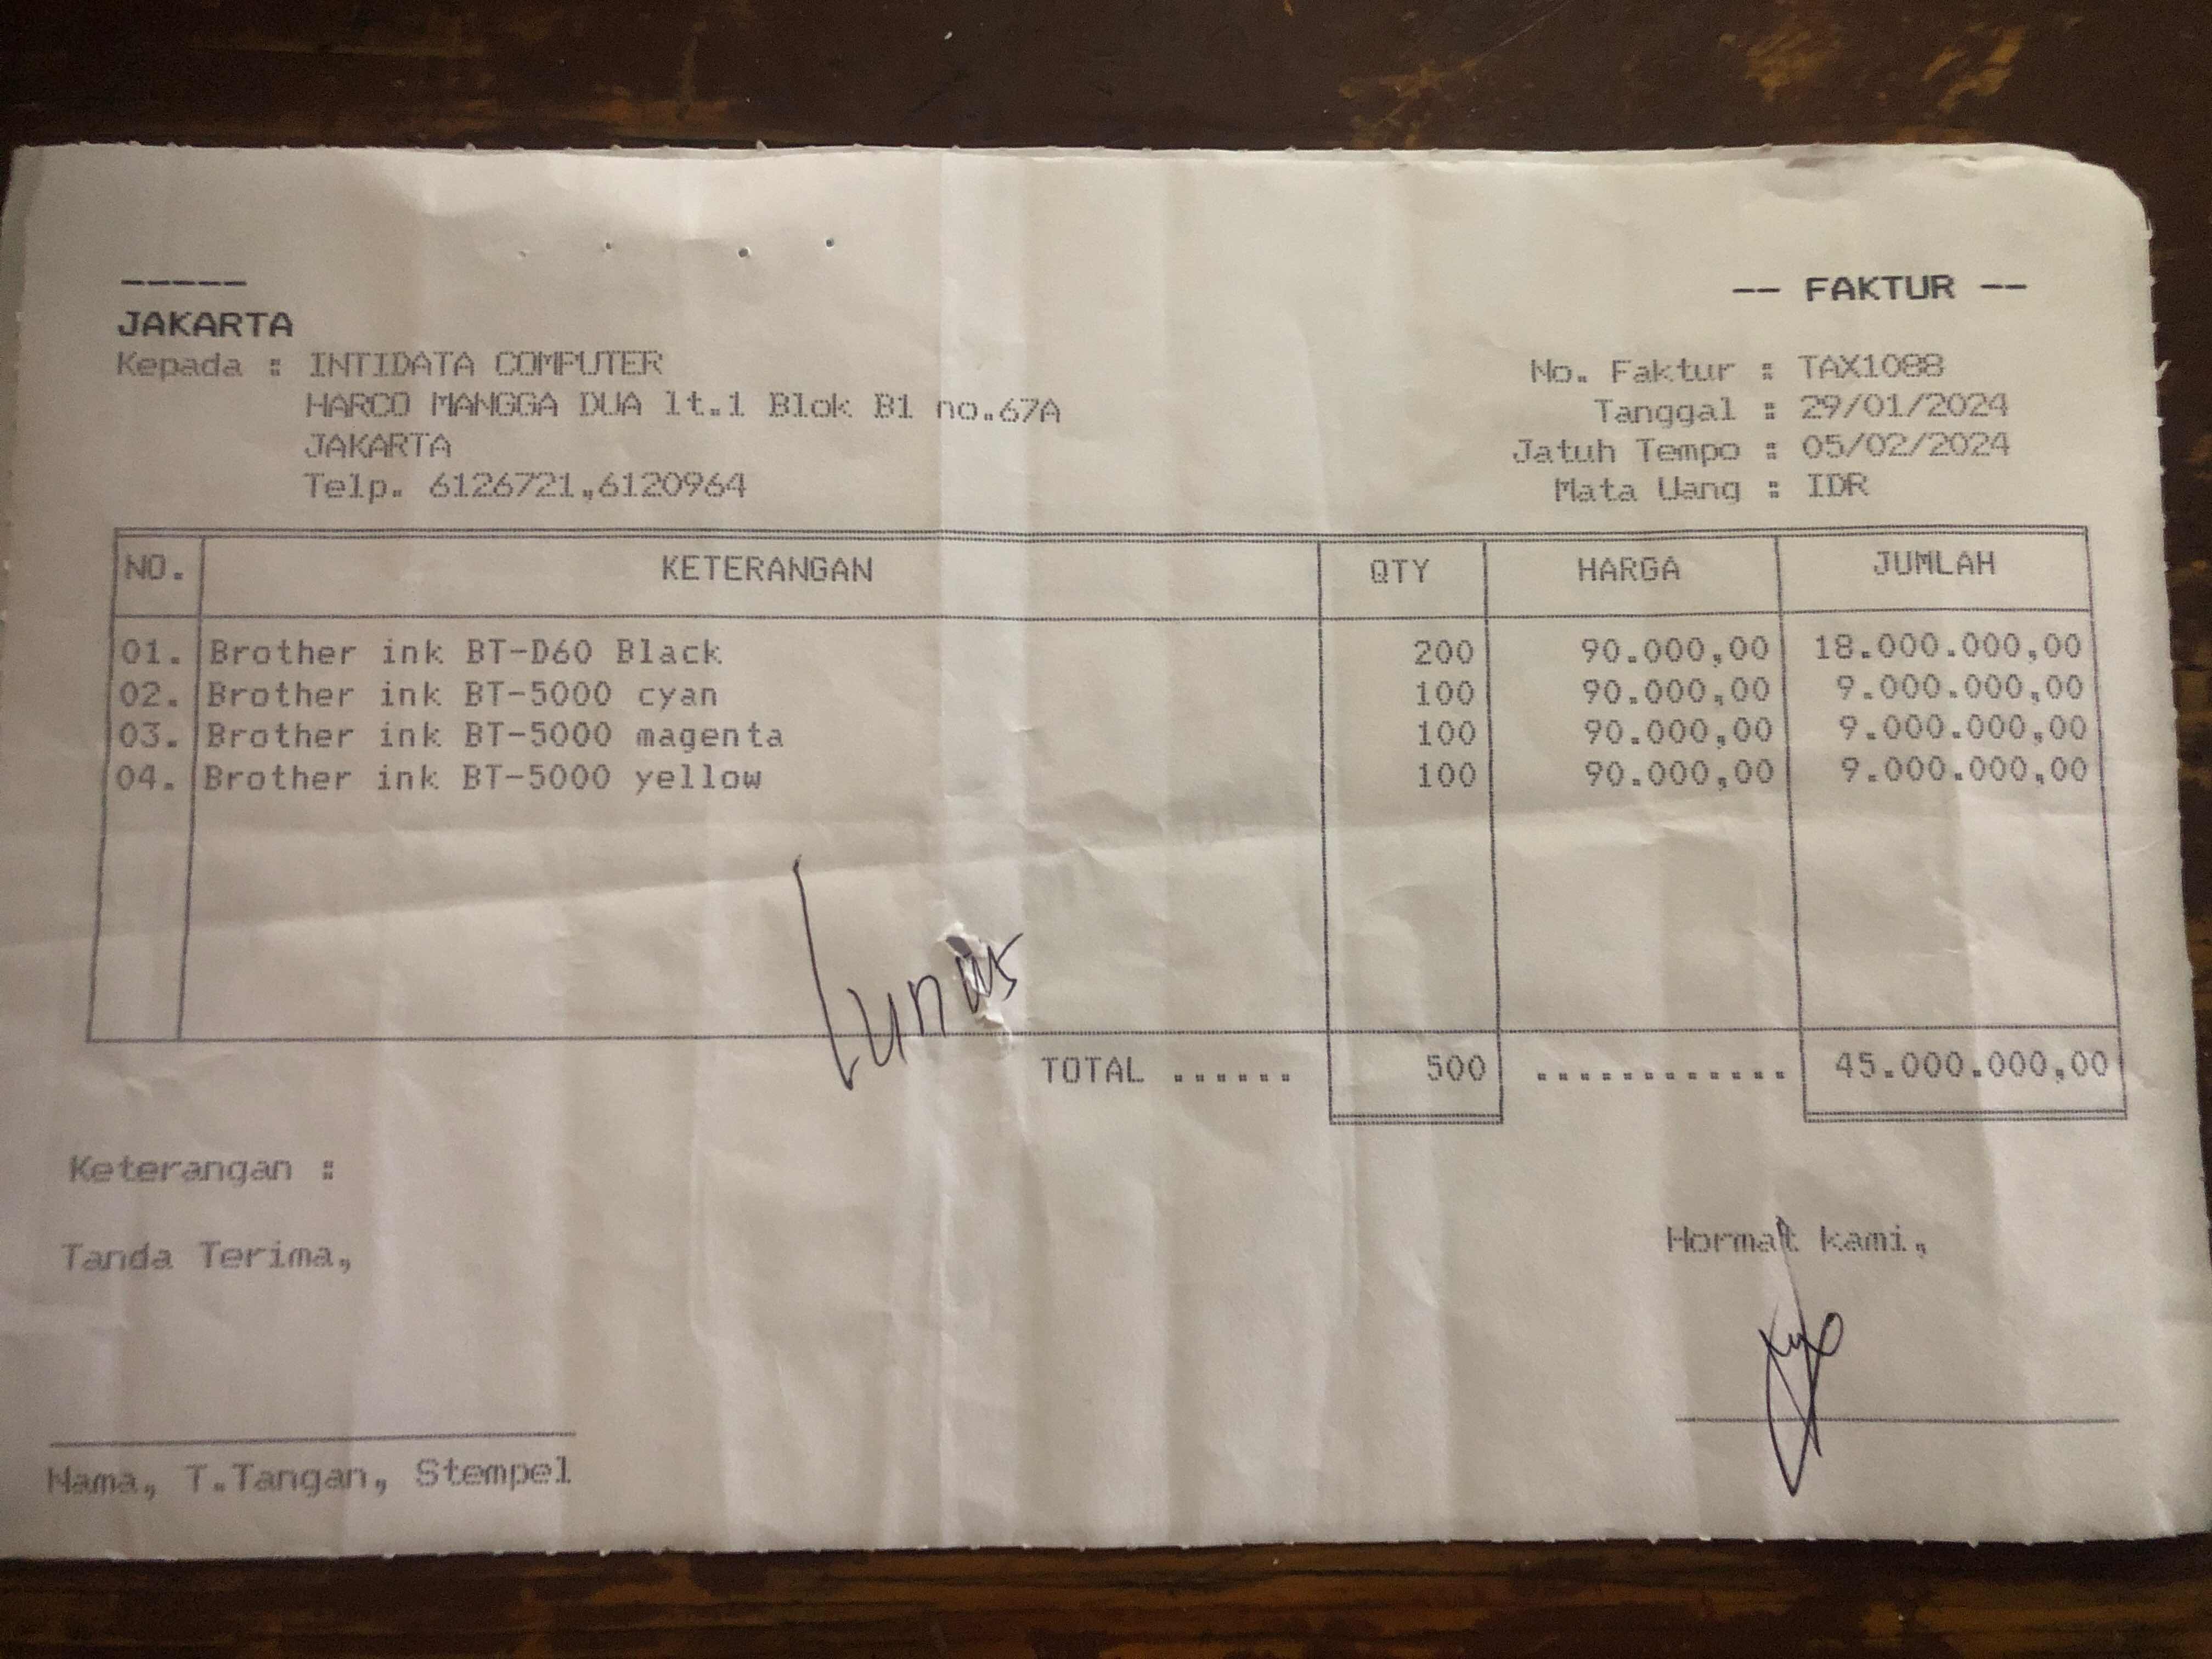 -----
JAKARTA
-- FAKTUR --
Kepada : INTIDATA COMPUTER
HARCO MANGGA DUA lt.1 Blok B1 no.67A
JAKARTA
Telp. 6126721,6120964
No. Faktur : TAX1088
Tanggal : 29/01/2024
Jatuh Tempo : 05/02/2024
Mata Uang : IDR
NO. KETERANGAN QTY HARGA JUMLAH
01. Brother ink BT-D60 Black 200 90.000,00 18.000.000,00
02. Brother ink BT-5000 cyan 100 90.000,00 9.000.000,00
03. Brother ink BT-5000 magenta 100 90.000,00 9.000.000,00
04. Brother ink BT-5000 yellow 100 90.000,00 9.000.000,00
Lunas
TOTAL ...... 500 ............ 45.000.000,00
Keterangan :
Tanda Terima,
Hormat kami,
Nama, T.Tangan, Stempel